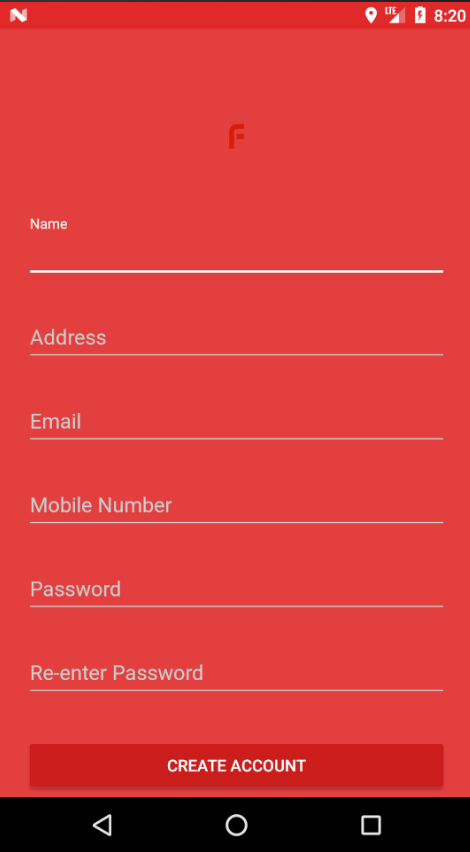 LTE 8:20
F
Name
Address
Email
Mobile Number
Password
Re-enter Password
CREATE ACCOUNT